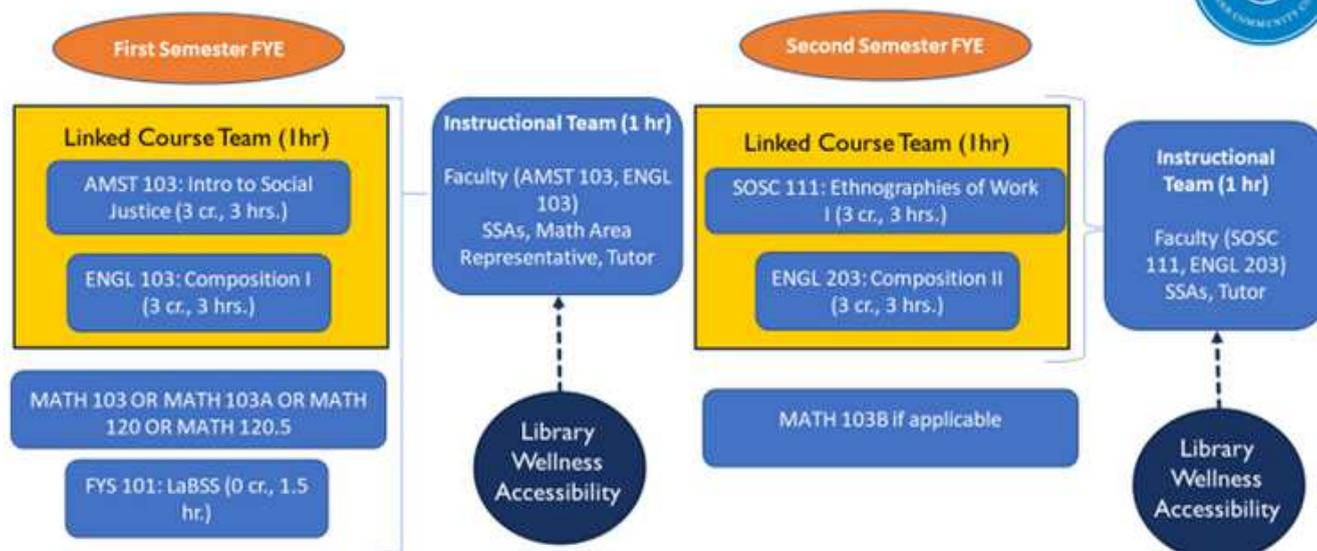 First Semester FYE
Linked Course Team (1hr)
AMST 103: Intro to Social
Justice (3 cr., 3 hrs.)
ENGL 103: Composition I
(3 cr., 3 hrs.)
MATH 103 OR MATH 103A OR MATH
120 OR MATH 120.5
FYS 101: LaBSS (0 cr., 1.5
hr.)
Instructional Team (1 hr)
Faculty (AMST 103, ENGL
103)
SSAs, Math Area
Representative, Tutor
Library
Wellness
Accessibility
Second Semester FYE
Linked Course Team (1hr)
SOSC 111: Ethnographies of Work
I (3 cr., 3 hrs.)
ENGL 203: Composition II
(3 cr., 3 hrs.)
MATH 103B if applicable
Instructional
Team (1 hr)
Faculty (SOSC
111, ENGL 203)
SSAs, Tutor
Library
Wellness
Accessibility
COMMUNITY